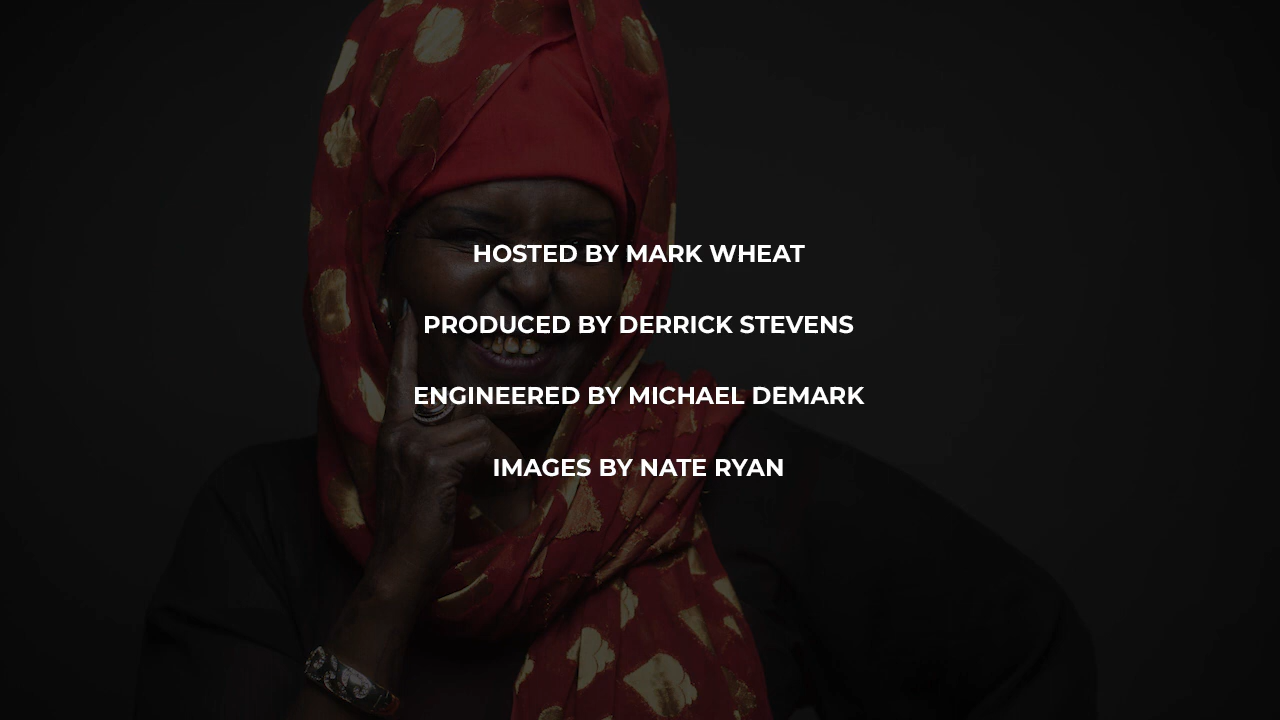 HOSTED BY MARK WHEAT
PRODUCED BY DERRICK STEVENS
ENGINEERED BY MICHAEL DEMARK
IMAGES BY NATE RYAN